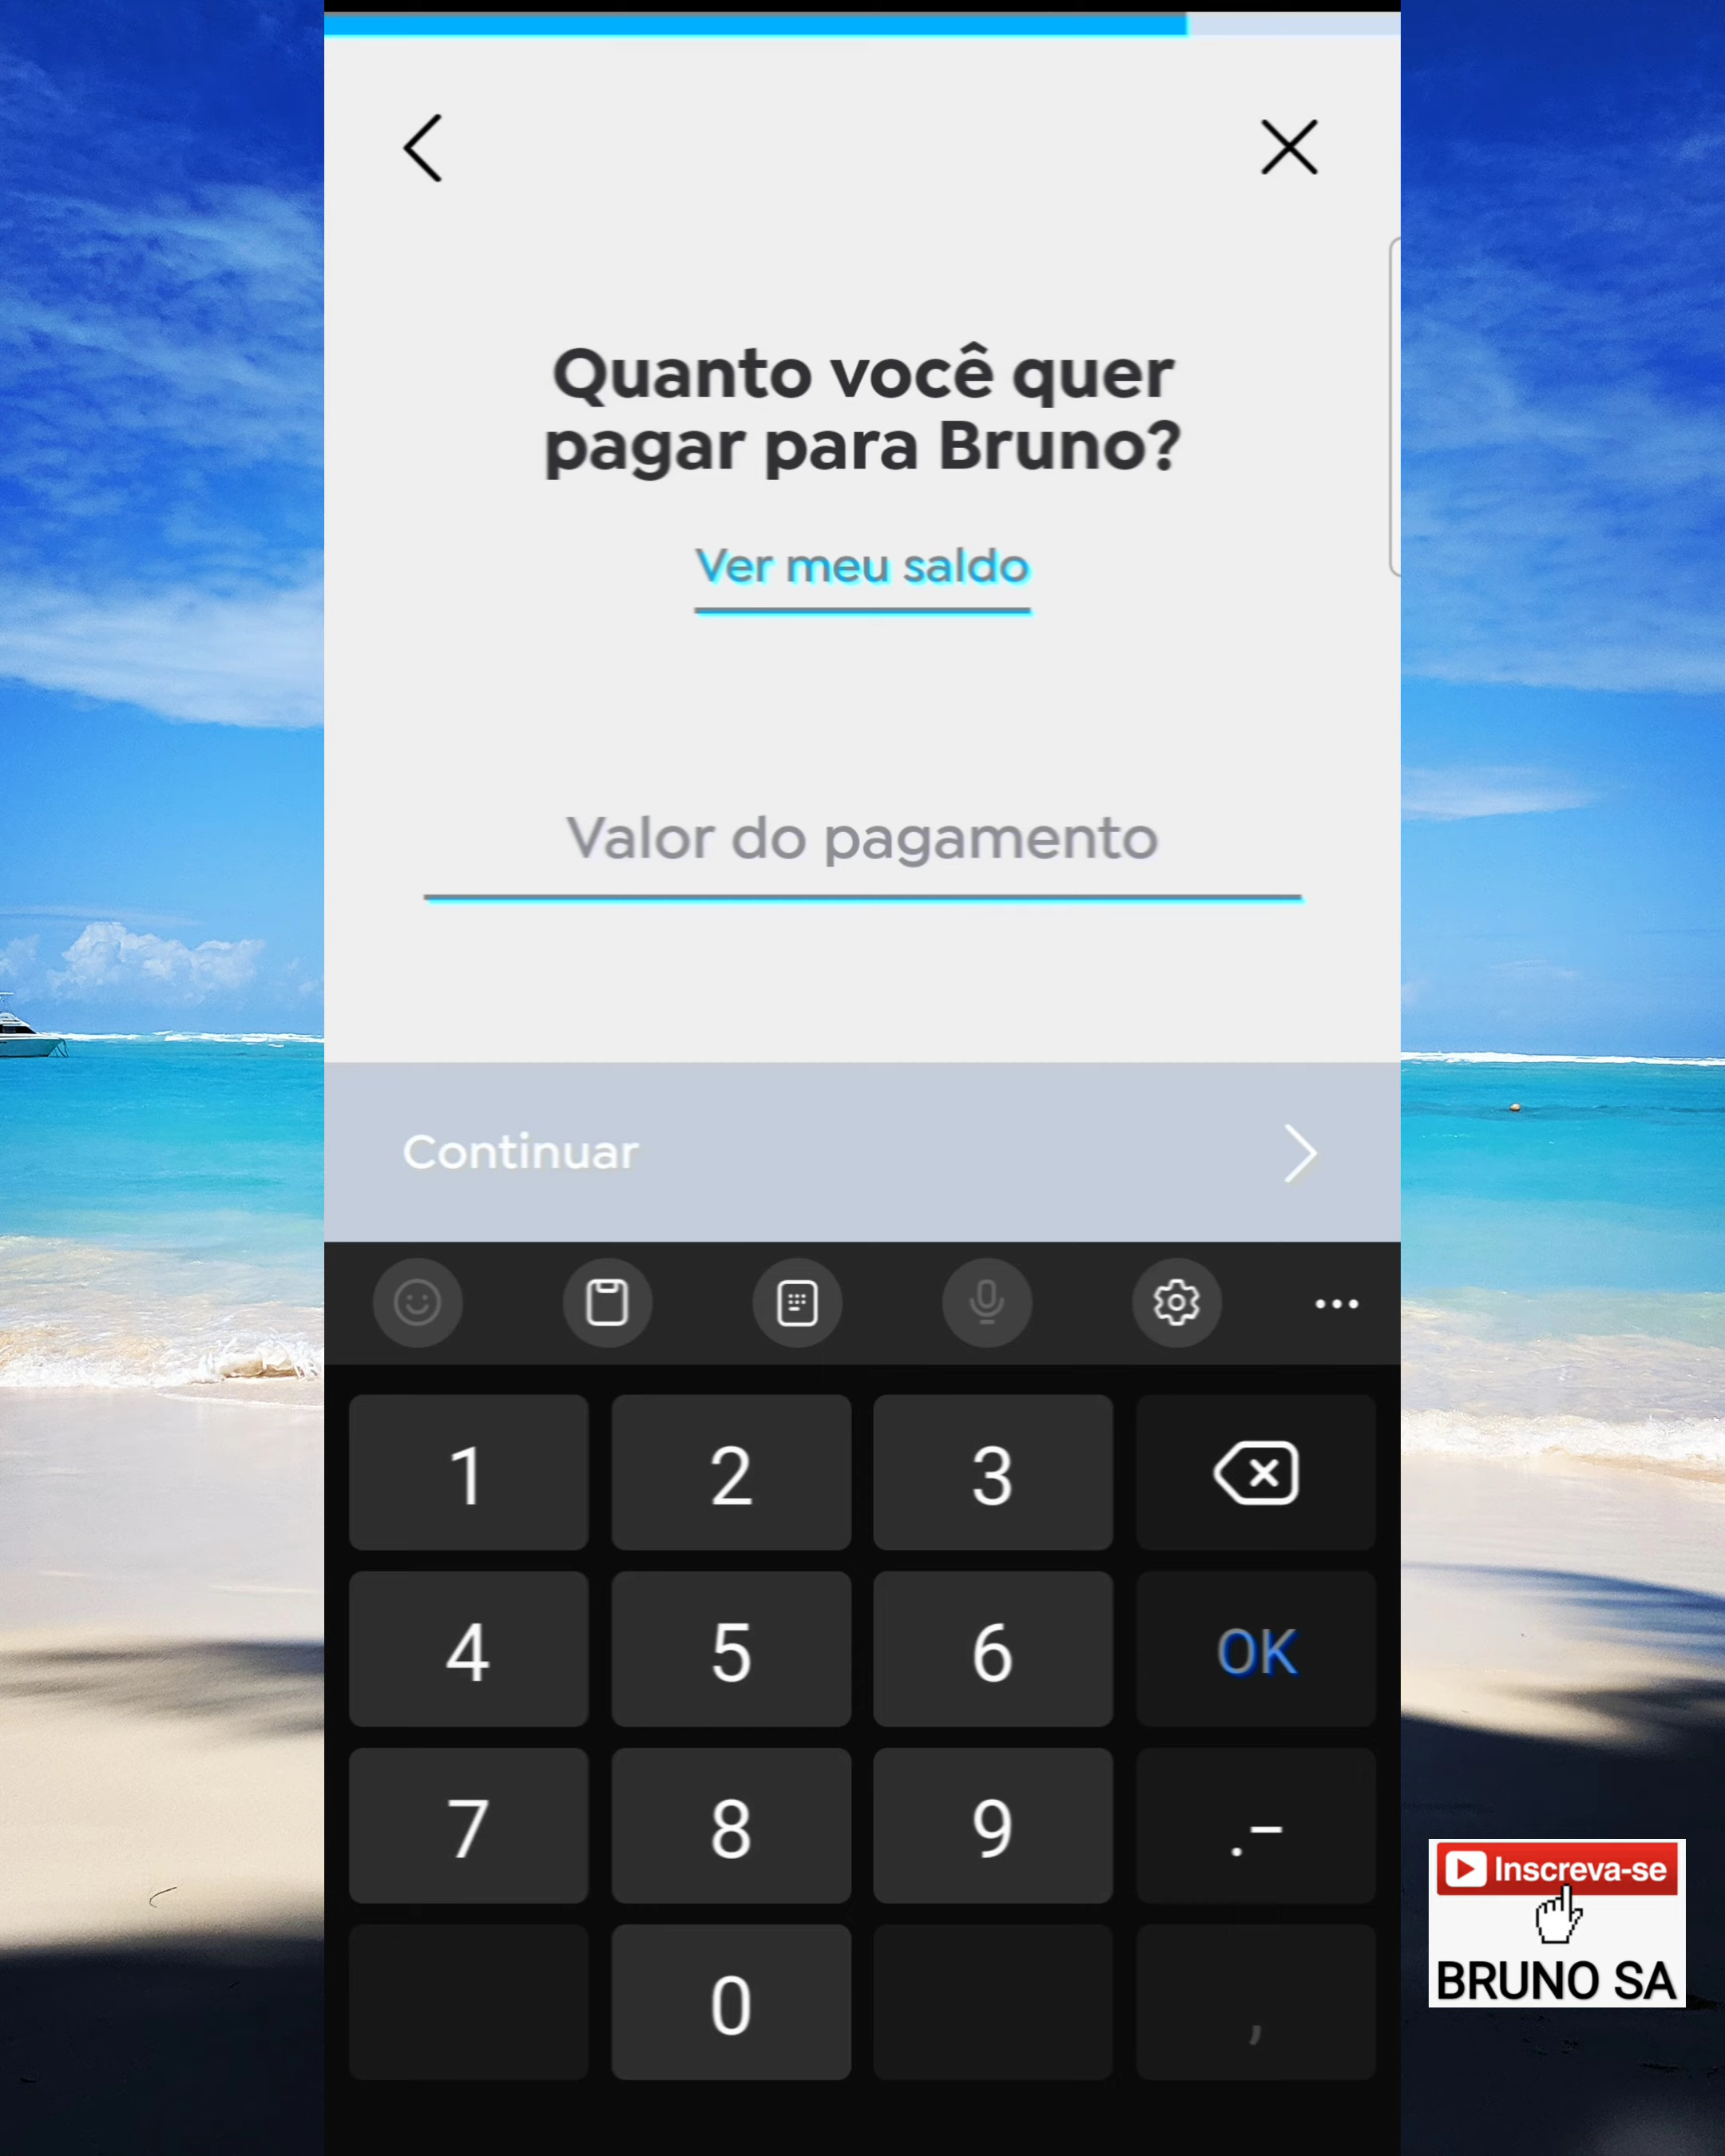 Quanto você quer
pagar para Bruno?
Ver meu saldo
Valor do pagamento
Continuar
1 2 3
4 5 6 OK
7 8 9 .-
0 ,
Inscreva-se
BRUNO SA